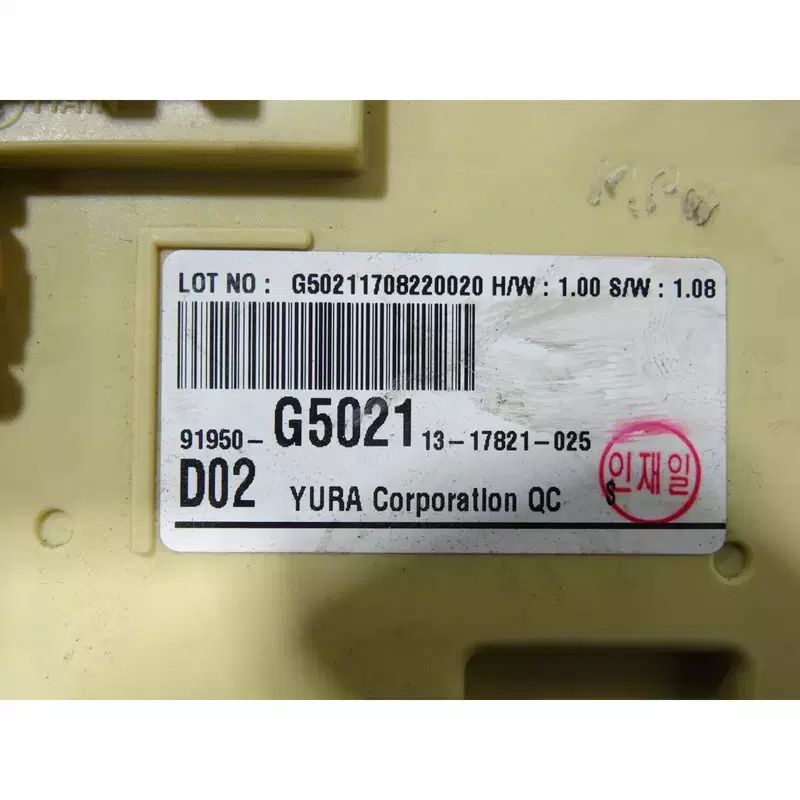 LOT NO : G50211708220020 H/W : 1.00 S/W : 1.08
91950-G5021 13-17821-025
D02 YURA Corporation QC $
인재일